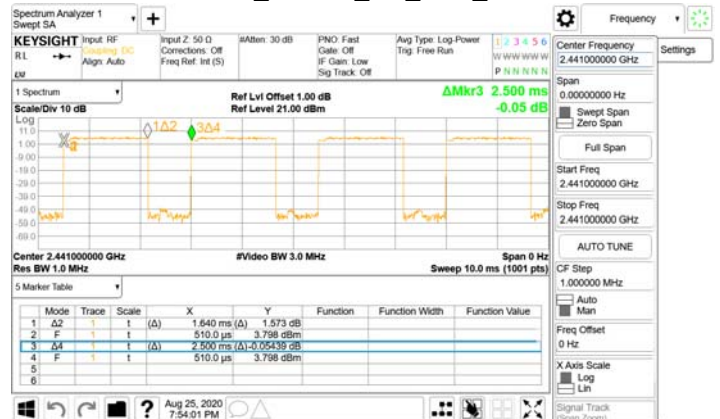 Spectrum Analyzer 1
Swept SA
Frequency
KEYSIGHT Input: RF Input Z: 50 Ω #Atten: 30 dB PNO: Fast Avg Type: Log-Power 1 2 3 4 5 6
RL Coupling: DC Corrections: Off Gate: Off Trig: Free Run W W W W W W
Align: Auto Freq Ref: Int (S) IF Gain: Low P N N N N N
Sig Track: Off
Center Frequency
2.441000000 GHz
Settings
Span
0.00000000 Hz
Swept Span
Zero Span
Full Span
Start Freq
2.441000000 GHz
Stop Freq
2.441000000 GHz
AUTO TUNE
CF Step
1.000000 MHz
Auto
Man
Freq Offset
0 Hz
X Axis Scale
Log
Lin
Signal Track
(Span Zoom)
1 Spectrum
Scale/Div 10 dB
Ref Lvl Offset 1.00 dB
Ref Level 21.00 dBm
ΔMkr3 2.500 ms
-0.05 dB
Log
11.0
1.00
-9.00
-19.0
-29.0
-39.0
-49.0
-59.0
-69.0
1Δ2
3Δ4
Center 2.441000000 GHz #Video BW 3.0 MHz Span 0 Hz
Res BW 1.0 MHz Sweep 10.0 ms (1001 pts)
5 Marker Table
Mode Trace Scale X Y Function Function Width Function Value
1 Δ2 1 t (Δ) 1.640 ms (Δ) 1.573 dB
2 F 1 t 510.0 µs 3.798 dBm
3 Δ4 1 t (Δ) 2.500 ms (Δ) -0.05439 dB
4 F 1 t 510.0 µs 3.798 dBm
5
6
Aug 25, 2020
7:54:01 PM